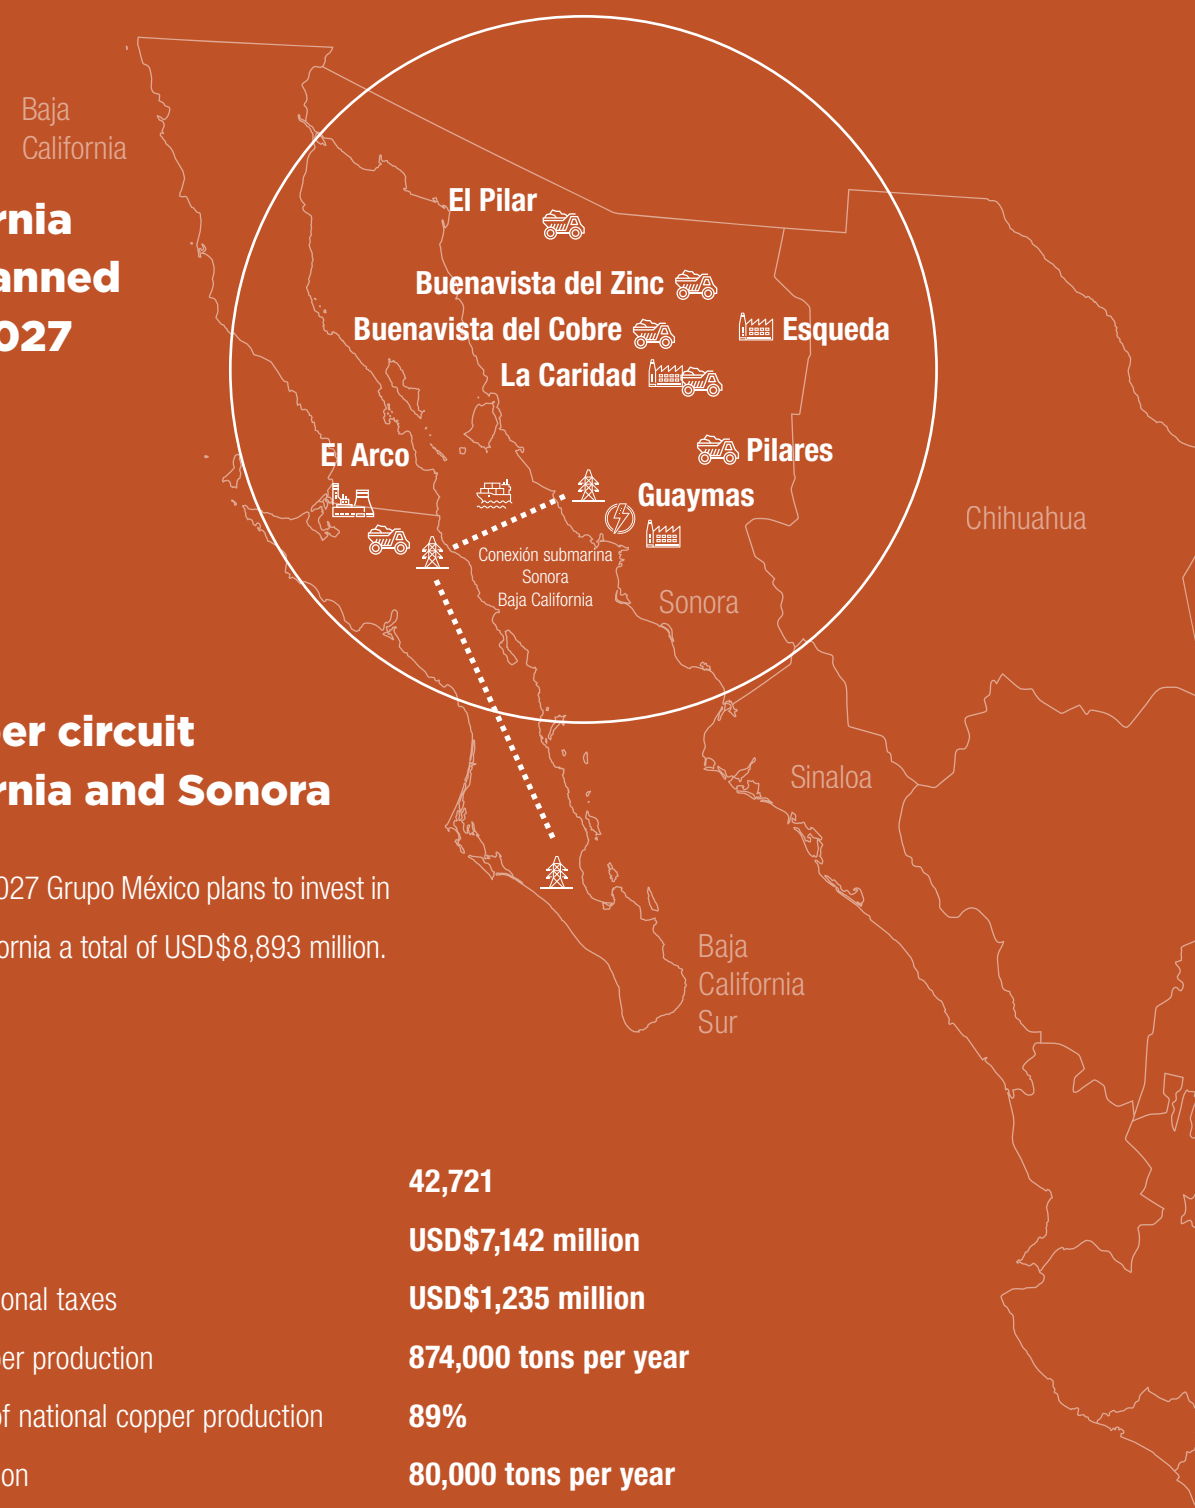 Baja
California
rnia
anned
027
El Pilar
Buenavista del Zinc
Buenavista del Cobre
Esqueda
La Caridad
El Arco
Pilares
Guaymas
Conexión submarina
Sonora
Baja California
Sonora
Chihuahua
Sinaloa
Baja
California
Sur
er circuit
rnia and Sonora
027 Grupo México plans to invest in
ornia a total of USD$8,893 million.
42,721
USD$7,142 million
onal taxes USD$1,235 million
er production 874,000 tons per year
of national copper production 89%
on 80,000 tons per year